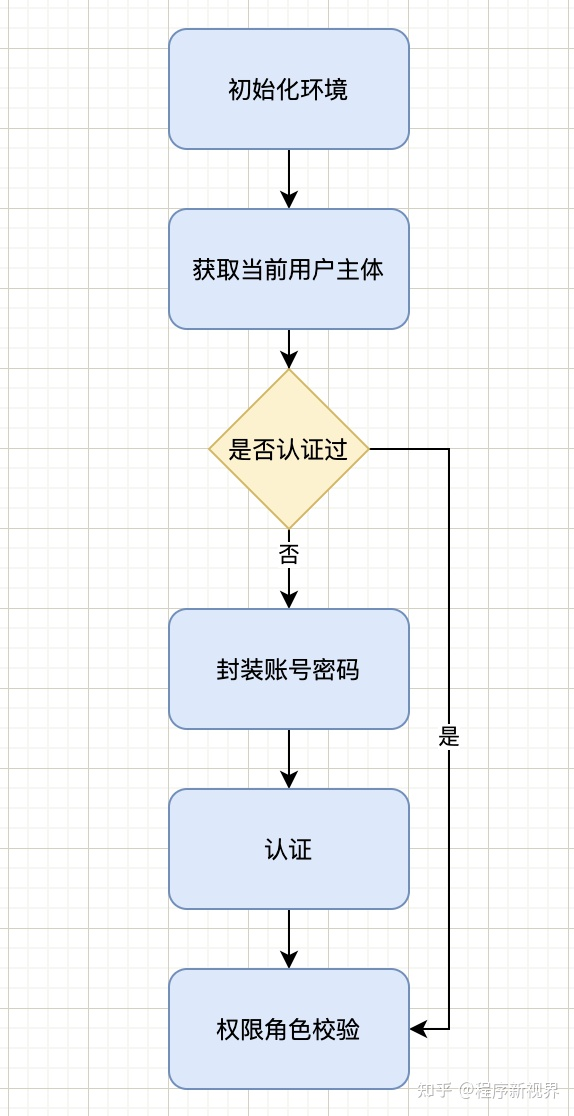 初始化环境
获取当前用户主体
是否认证过
否
封装账号密码
是
认证
权限角色校验
知乎 @程序新视界